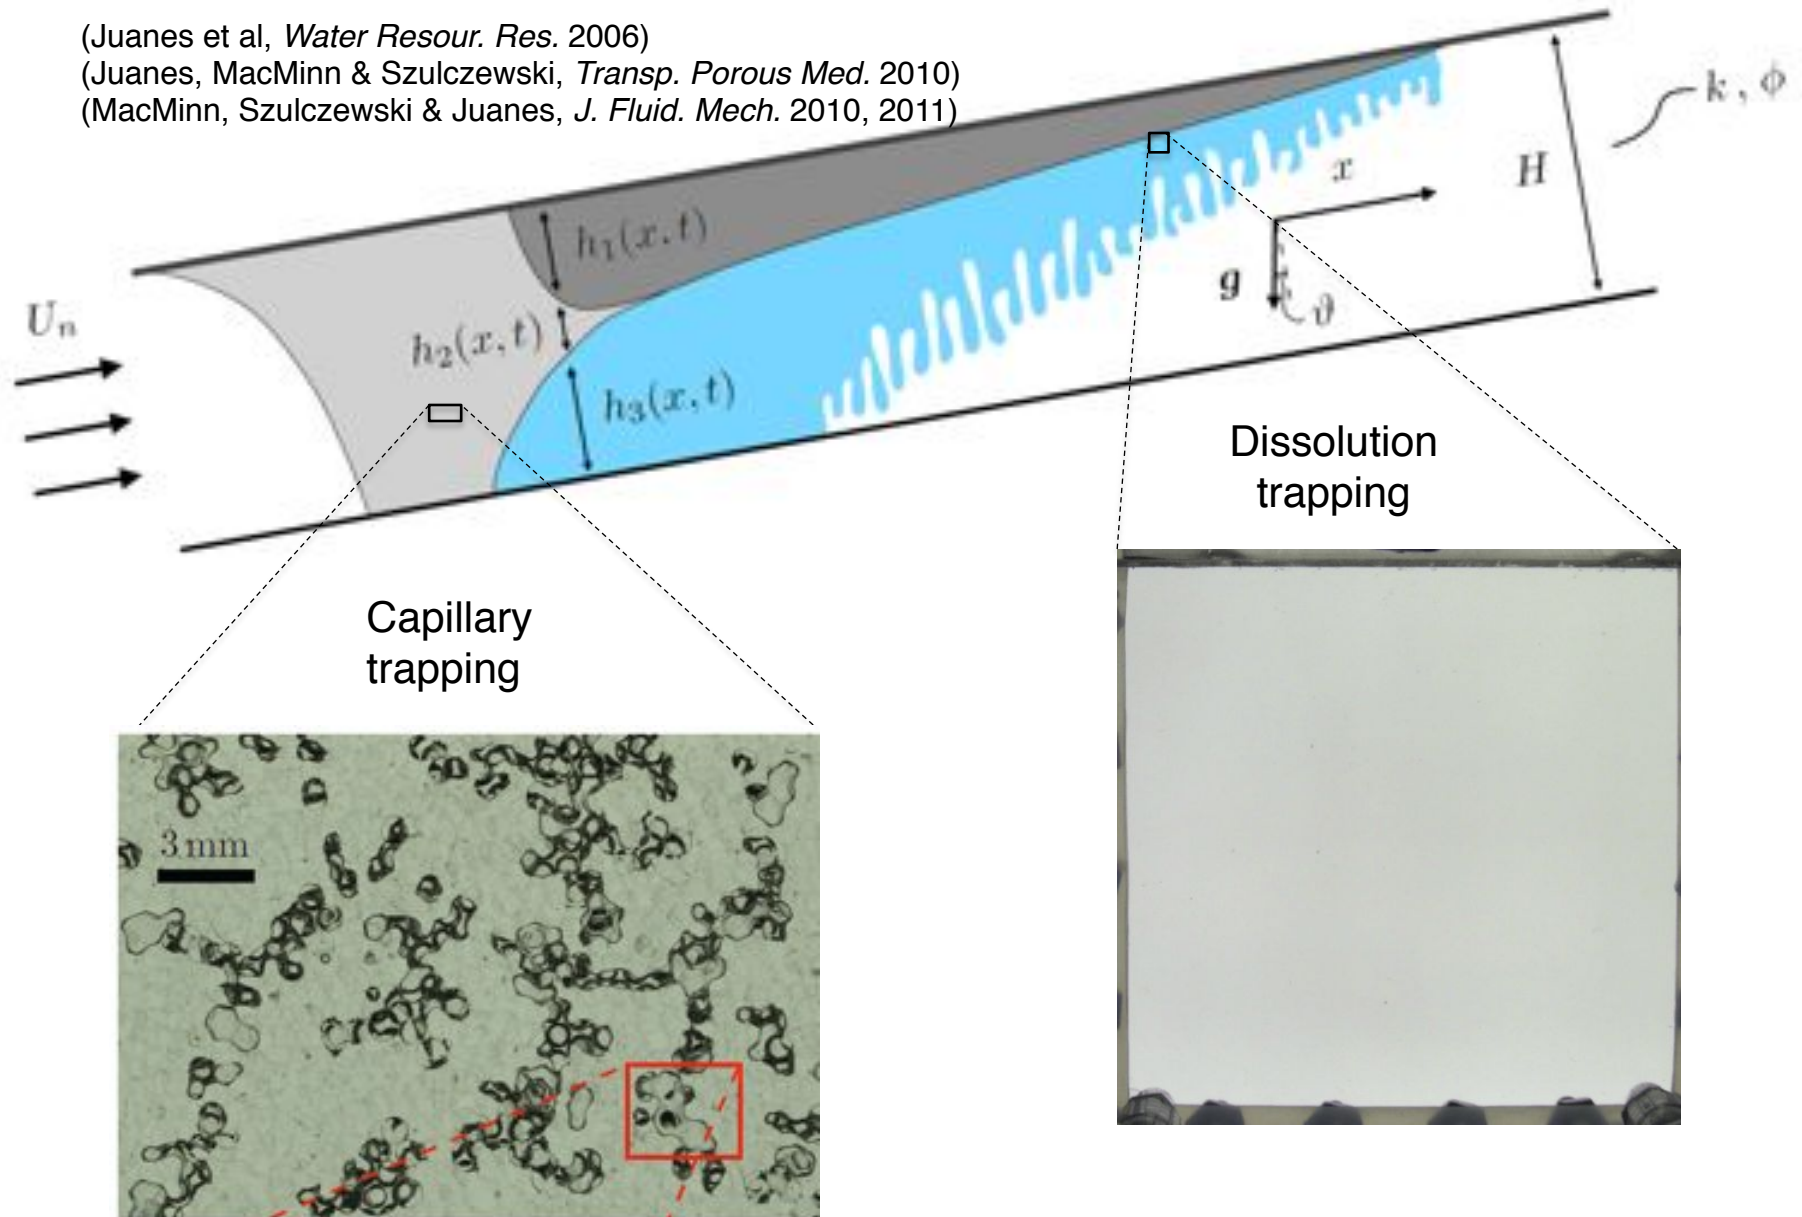 (Juanes et al, Water Resour. Res. 2006)
(Juanes, MacMinn & Szulczewski, Transp. Porous Med. 2010)
(MacMinn, Szulczewski & Juanes, J. Fluid. Mech. 2010, 2011)
k , ϕ
H
x
h₁(x, t)
g
ϑ
Uₙ
h₂(x, t)
h₃(x, t)
Dissolution
trapping
Capillary
trapping
3 mm